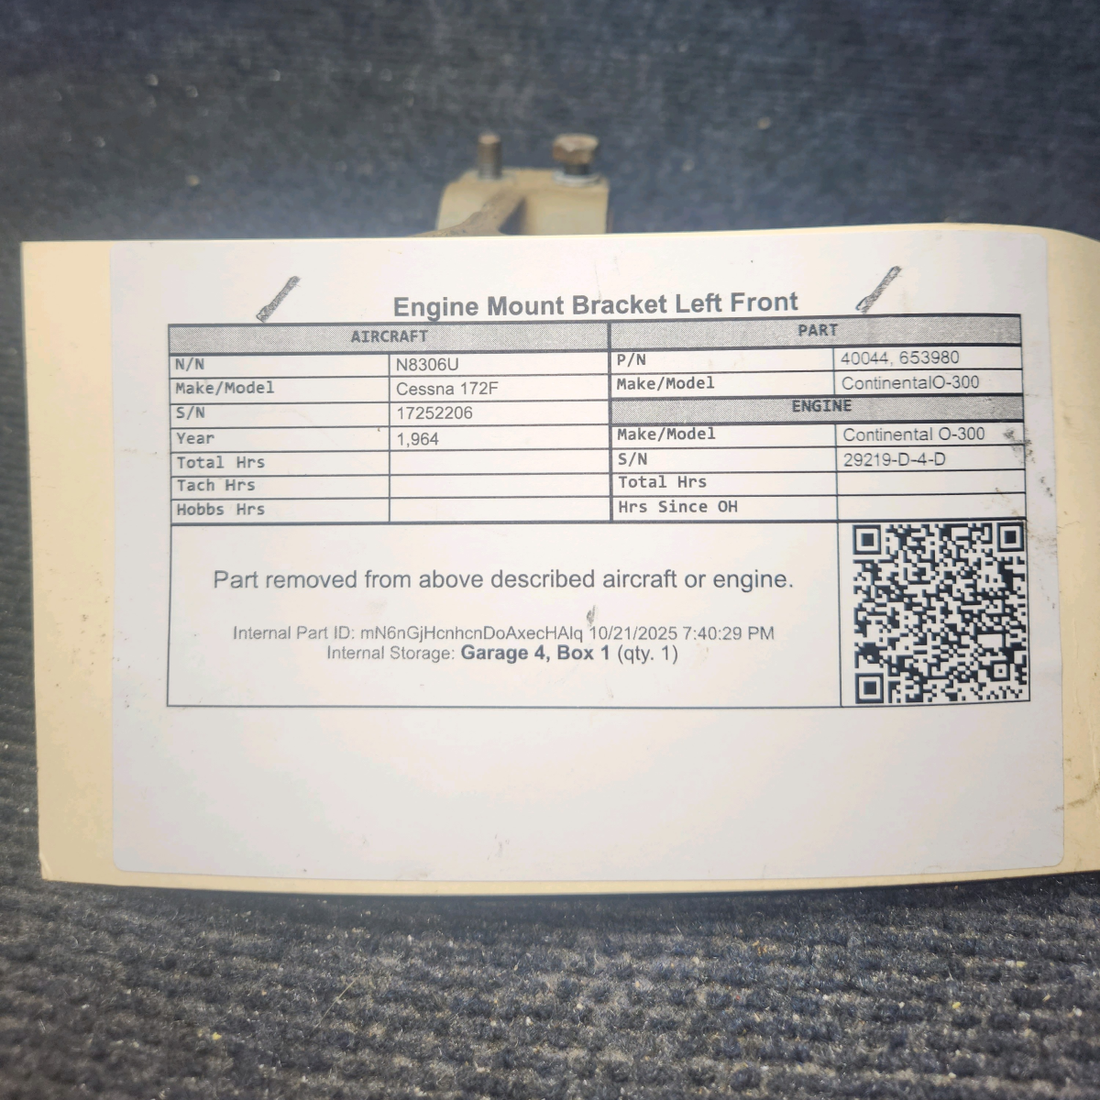 Engine Mount Bracket Left Front
AIRCRAFT PART
N/N N8306U P/N 40044, 653980
Make/Model Cessna 172F Make/Model ContinentalO-300
S/N 17252206 ENGINE
Year 1,964 Make/Model Continental O-300
Total Hrs S/N 29219-D-4-D
Tach Hrs Total Hrs
Hobbs Hrs Hrs Since OH
Part removed from above described aircraft or engine.
Internal Part ID: mN6nGjHcnhcnDoAxecHAlq 10/21/2025 7:40:29 PM
Internal Storage: Garage 4, Box 1 (qty. 1)